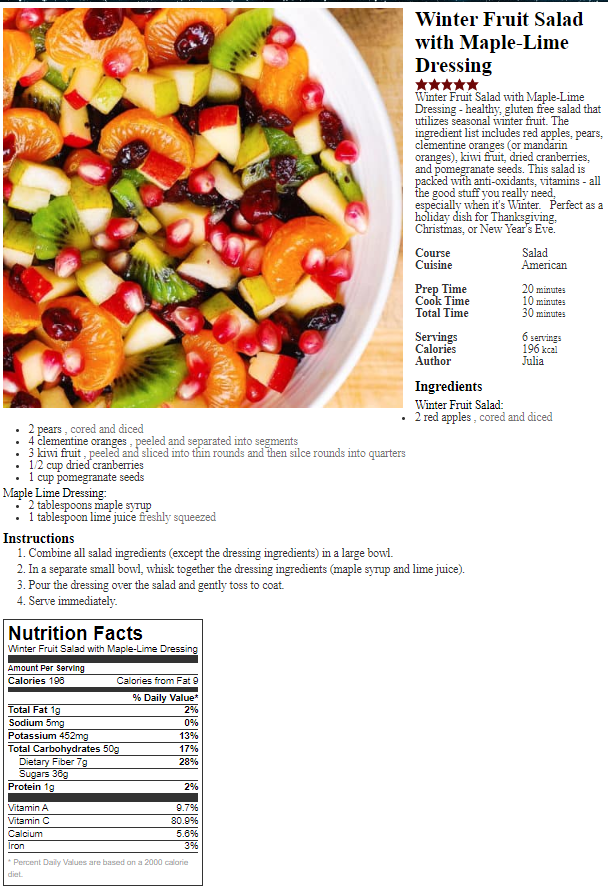 Winter Fruit Salad
with Maple-Lime
Dressing
Winter Fruit Salad with Maple-Lime
Dressing - healthy, gluten free salad that
utilizes seasonal winter fruit. The
ingredient list includes red apples, pears,
clementine oranges (or mandarin
oranges), kiwi fruit, dried cranberries,
and pomegranate seeds. This salad is
packed with anti-oxidants, vitamins - all
the good stuff you really need,
especially when it's Winter. Perfect as a
holiday dish for Thanksgiving,
Christmas, or New Year's Eve.
Course Salad
Cuisine American
Prep Time 20 minutes
Cook Time 10 minutes
Total Time 30 minutes
Servings 6 servings
Calories 196 kcal
Author Julia
Ingredients
Winter Fruit Salad:
• 2 red apples , cored and diced
• 2 pears , cored and diced
• 4 clementine oranges , peeled and separated into segments
• 3 kiwi fruit , peeled and sliced into thin rounds and then silce rounds into quarters
• 1/2 cup dried cranberries
• 1 cup pomegranate seeds
Maple Lime Dressing:
• 2 tablespoons maple syrup
• 1 tablespoon lime juice freshly squeezed
Instructions
1. Combine all salad ingredients (except the dressing ingredients) in a large bowl.
2. In a separate small bowl, whisk together the dressing ingredients (maple syrup and lime juice).
3. Pour the dressing over the salad and gently toss to coat.
4. Serve immediately.
Nutrition Facts
Winter Fruit Salad with Maple-Lime Dressing
Amount Per Serving
Calories 196 Calories from Fat 9
% Daily Value*
Total Fat 1g 2%
Sodium 5mg 0%
Potassium 452mg 13%
Total Carbohydrates 50g 17%
Dietary Fiber 7g 28%
Sugars 36g
Protein 1g 2%
Vitamin A 9.7%
Vitamin C 80.9%
Calcium 5.6%
Iron 3%
* Percent Daily Values are based on a 2000 calorie
diet.